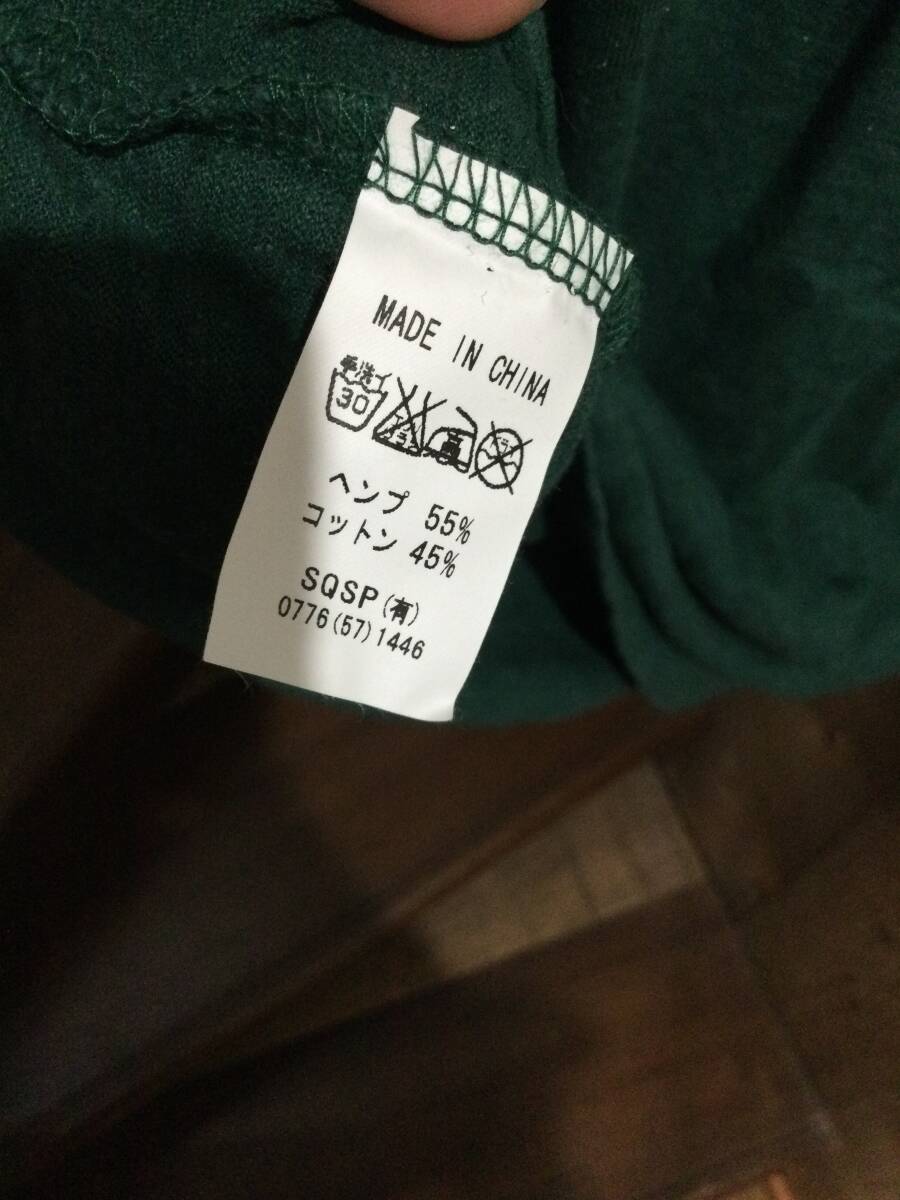 MADE IN CHINA
手洗イ
30
高
ヘンプ 55%
コットン 45%
SQSP(有)
0776(57)1446